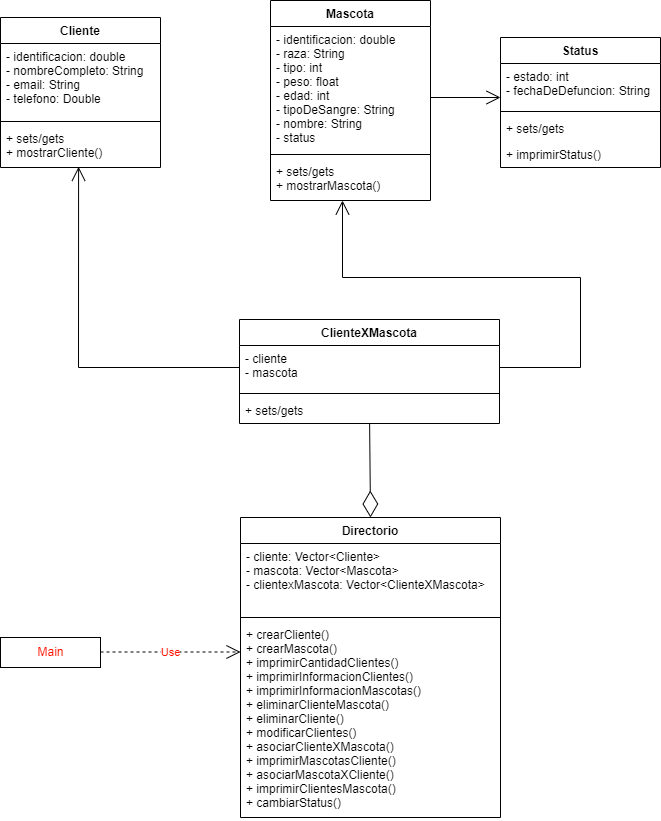 Cliente
- identificacion: double
- nombreCompleto: String
- email: String
- telefono: Double
+ sets/gets
+ mostrarCliente()
Mascota
- identificacion: double
- raza: String
- tipo: int
- peso: float
- edad: int
- tipoDeSangre: String
- nombre: String
- status
+ sets/gets
+ mostrarMascota()
Status
- estado: int
- fechaDeDefuncion: String
+ sets/gets
+ imprimirStatus()
ClienteXMascota
- cliente
- mascota
+ sets/gets
Directorio
- cliente: Vector<Cliente>
- mascota: Vector<Mascota>
- clientexMascota: Vector<ClienteXMascota>
+ crearCliente()
+ crearMascota()
+ imprimirCantidadClientes()
+ imprimirInformacionClientes()
+ imprimirInformacionMascotas()
+ eliminarClienteMascota()
+ eliminarCliente()
+ modificarClientes()
+ asociarClienteXMascota()
+ imprimirMascotasCliente()
+ asociarMascotaXCliente()
+ imprimirClientesMascota()
+ cambiarStatus()
Main
Use